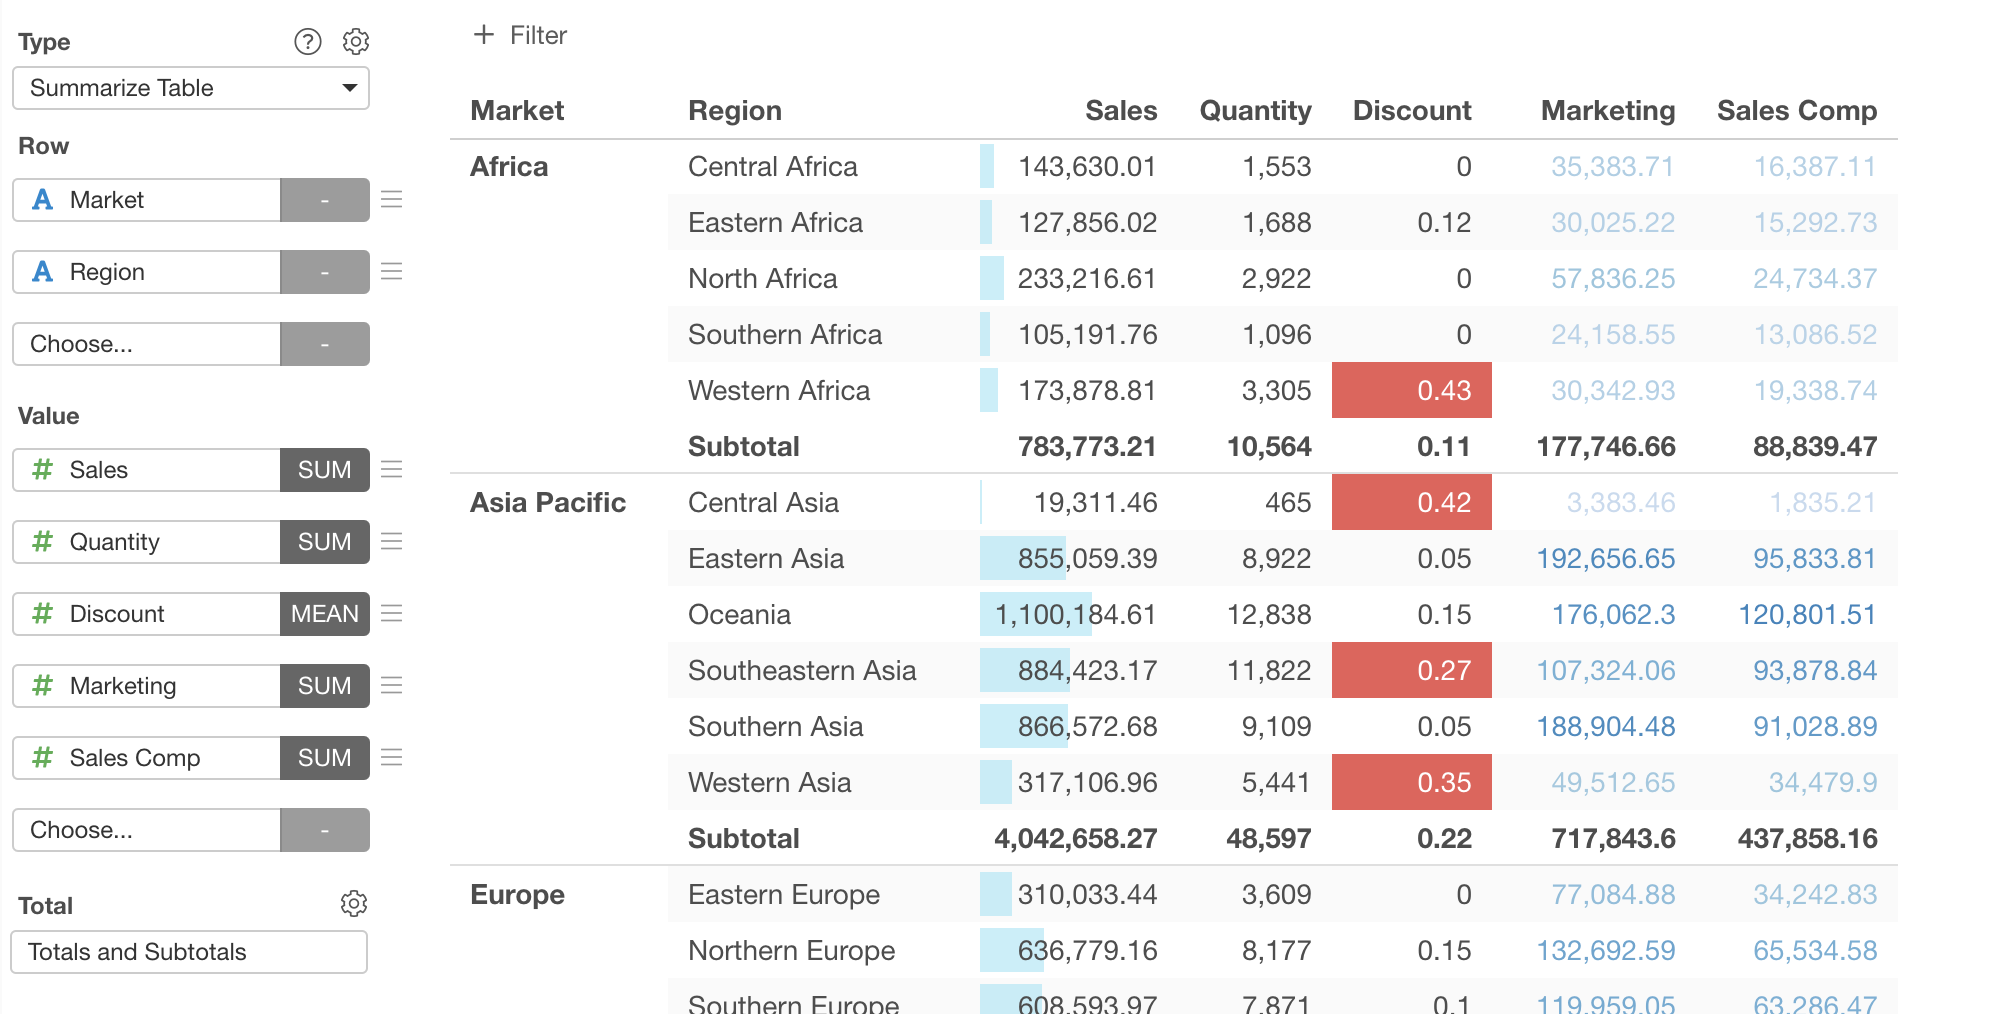 Type
?
Summarize Table
Row
A Market -
A Region -
Choose... -
Value
# Sales SUM
# Quantity SUM
# Discount MEAN
# Marketing SUM
# Sales Comp SUM
Choose... -
Total
Totals and Subtotals
+ Filter
Market Region Sales Quantity Discount Marketing Sales Comp
Africa Central Africa 143,630.01 1,553 0 35,383.71 16,387.11
Eastern Africa 127,856.02 1,688 0.12 30,025.22 15,292.73
North Africa 233,216.61 2,922 0 57,836.25 24,734.37
Southern Africa 105,191.76 1,096 0 24,158.55 13,086.52
Western Africa 173,878.81 3,305 0.43 30,342.93 19,338.74
Subtotal 783,773.21 10,564 0.11 177,746.66 88,839.47
Asia Pacific Central Asia 19,311.46 465 0.42 3,383.46 1,835.21
Eastern Asia 855,059.39 8,922 0.05 192,656.65 95,833.81
Oceania 1,100,184.61 12,838 0.15 176,062.3 120,801.51
Southeastern Asia 884,423.17 11,822 0.27 107,324.06 93,878.84
Southern Asia 866,572.68 9,109 0.05 188,904.48 91,028.89
Western Asia 317,106.96 5,441 0.35 49,512.65 34,479.9
Subtotal 4,042,658.27 48,597 0.22 717,843.6 437,858.16
Europe Eastern Europe 310,033.44 3,609 0 77,084.88 34,242.83
Northern Europe 636,779.16 8,177 0.15 132,692.59 65,534.58
Southern Europe 608,593.97 7,871 0.1 119,959.05 63,286.47